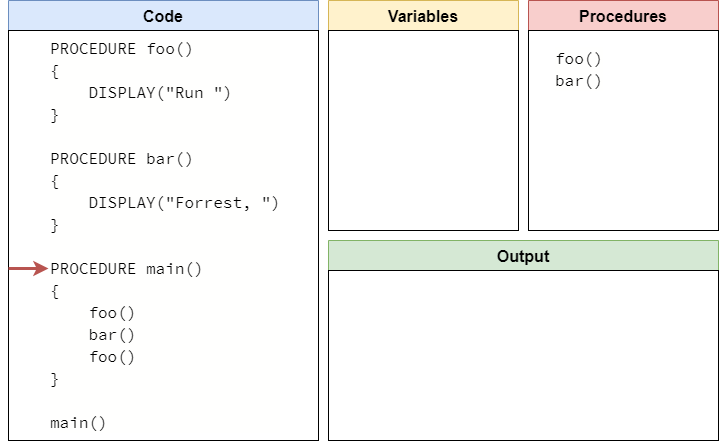 Code
PROCEDURE foo()
{
    DISPLAY("Run ")
}

PROCEDURE bar()
{
    DISPLAY("Forrest, ")
}

PROCEDURE main()
{
    foo()
    bar()
    foo()
}

main()
Variables
Procedures
foo()
bar()
Output